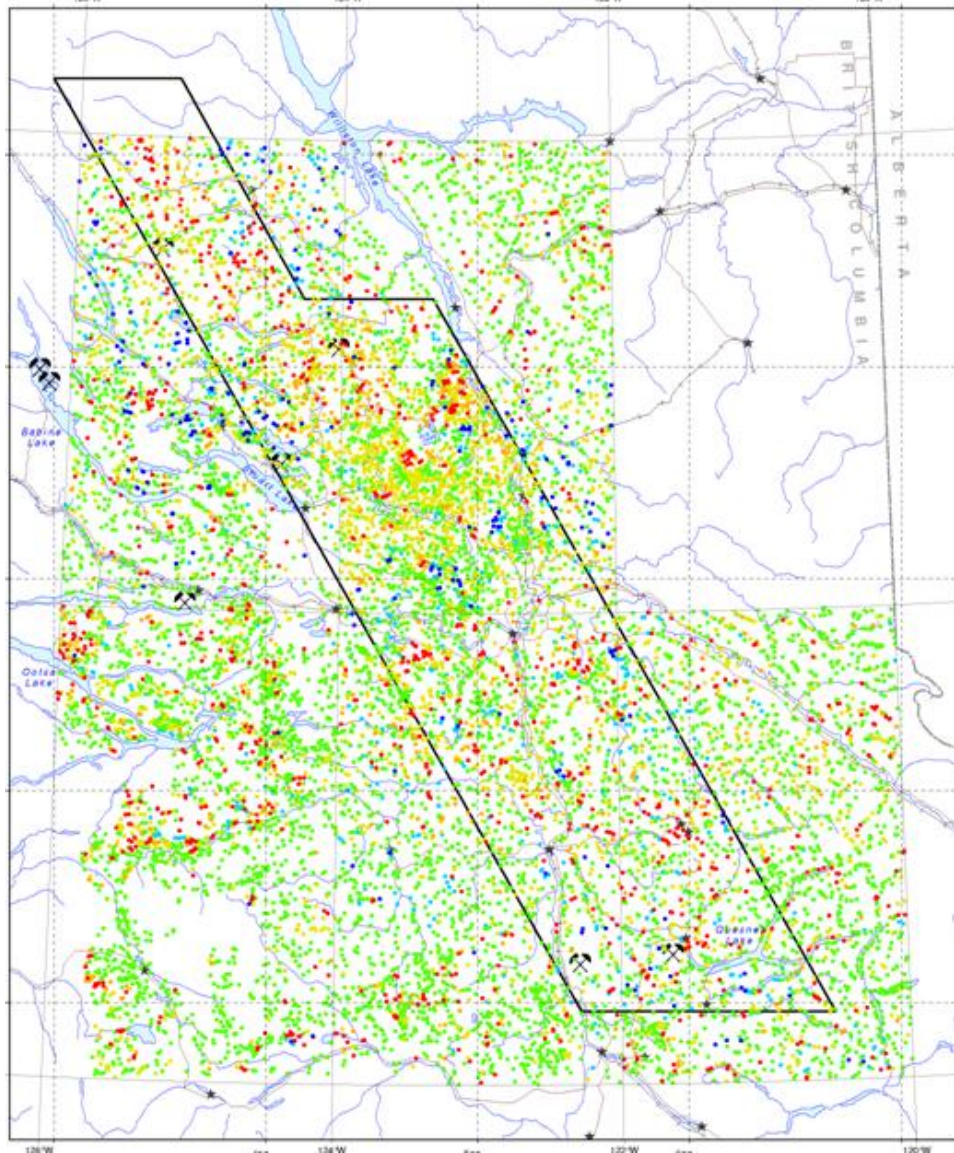 BRITISH COLUMBIA
ALBERTA
Williston Lake
Babine
Lake
Stuart Lake
Ootsa
Lake
Quesnel
Lake
126°W
124°W
122°W
120°W